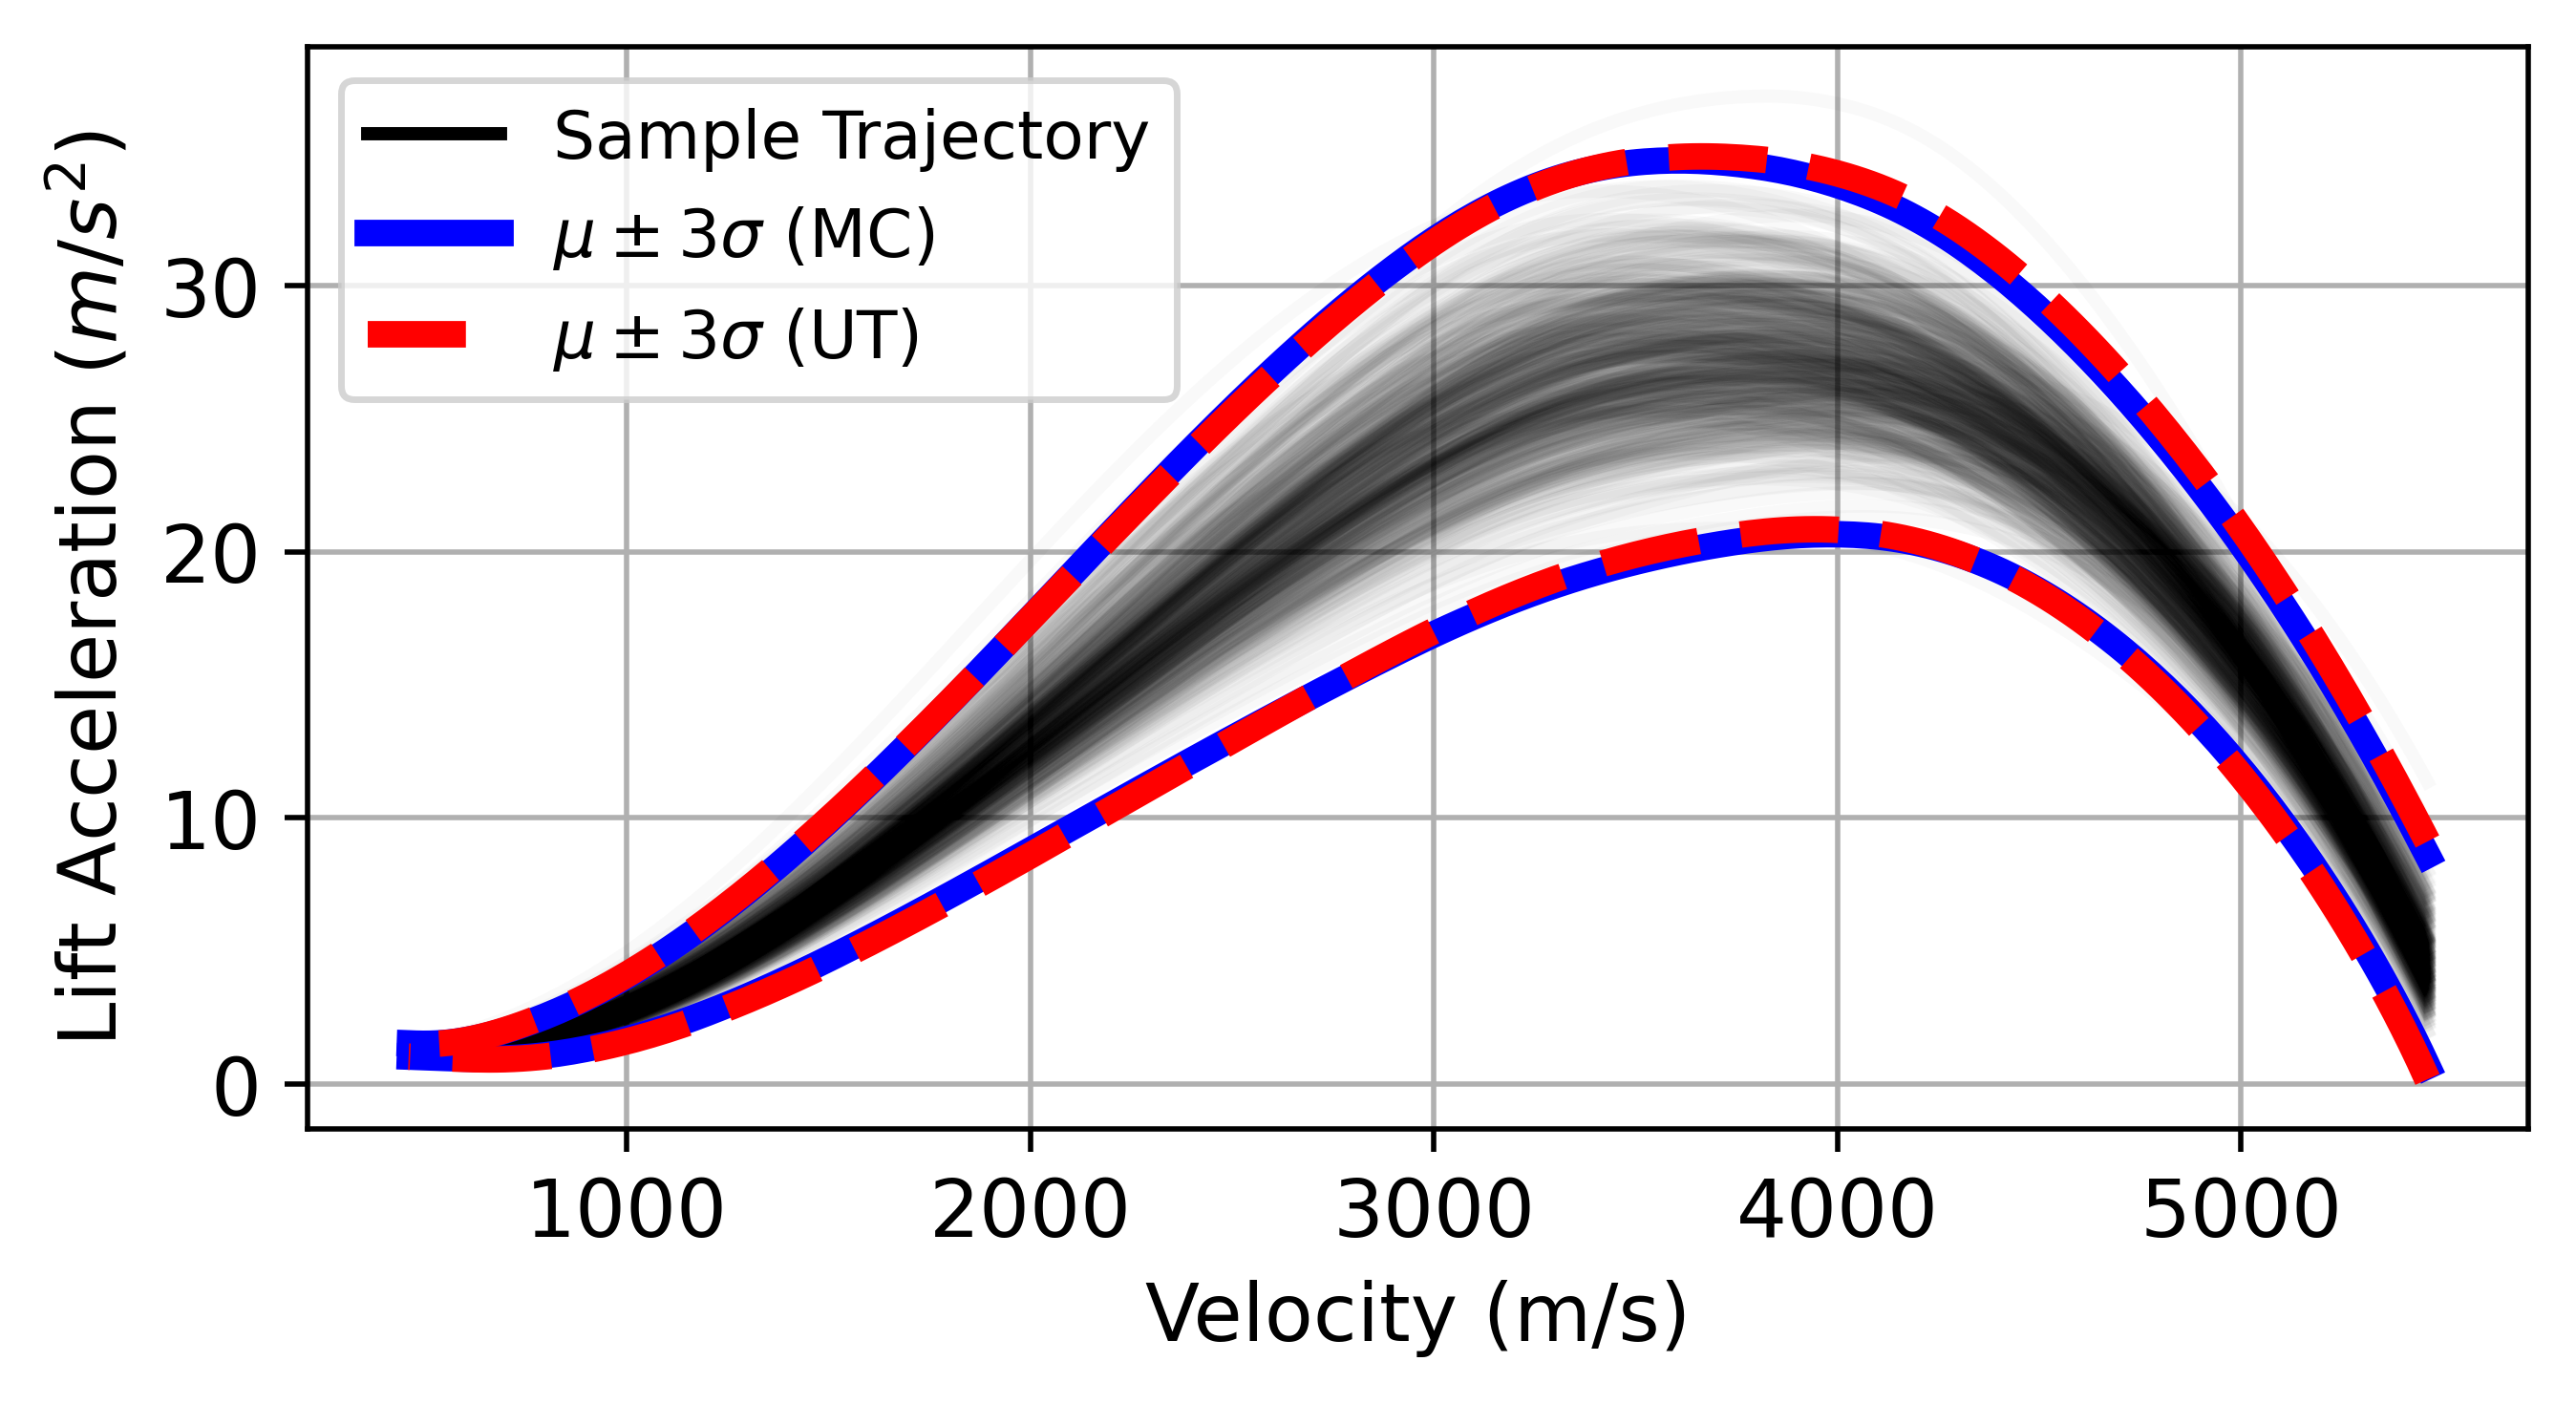 Sample Trajectory
μ ± 3σ (MC)
μ ± 3σ (UT)
Lift Acceleration (m/s²)
30
20
10
0
1000 2000 3000 4000 5000
Velocity (m/s)